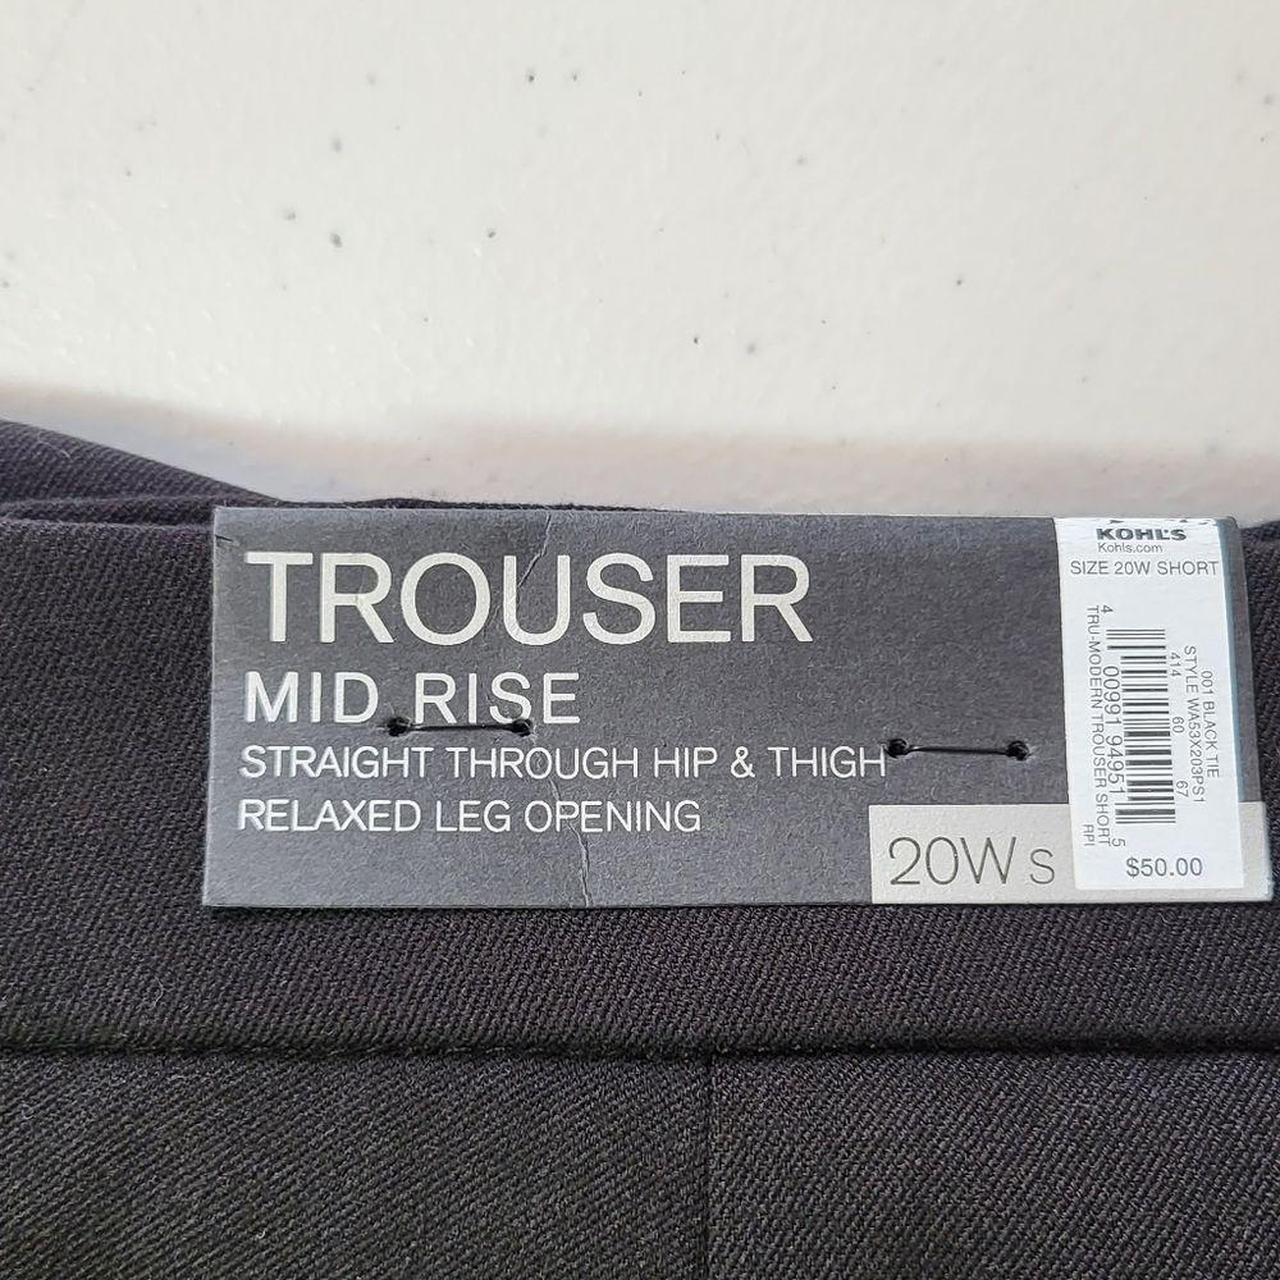 TROUSER
MID RISE
STRAIGHT THROUGH HIP & THIGH
RELAXED LEG OPENING
20W S
KOHL'S
Kohls.com
SIZE 20W SHORT
001 BLACK TIE
STYLE WA53X203PS1
414 60 67
4 00991 94951 5
TRU-MODERN TROUSER SHORT
RPI
$50.00